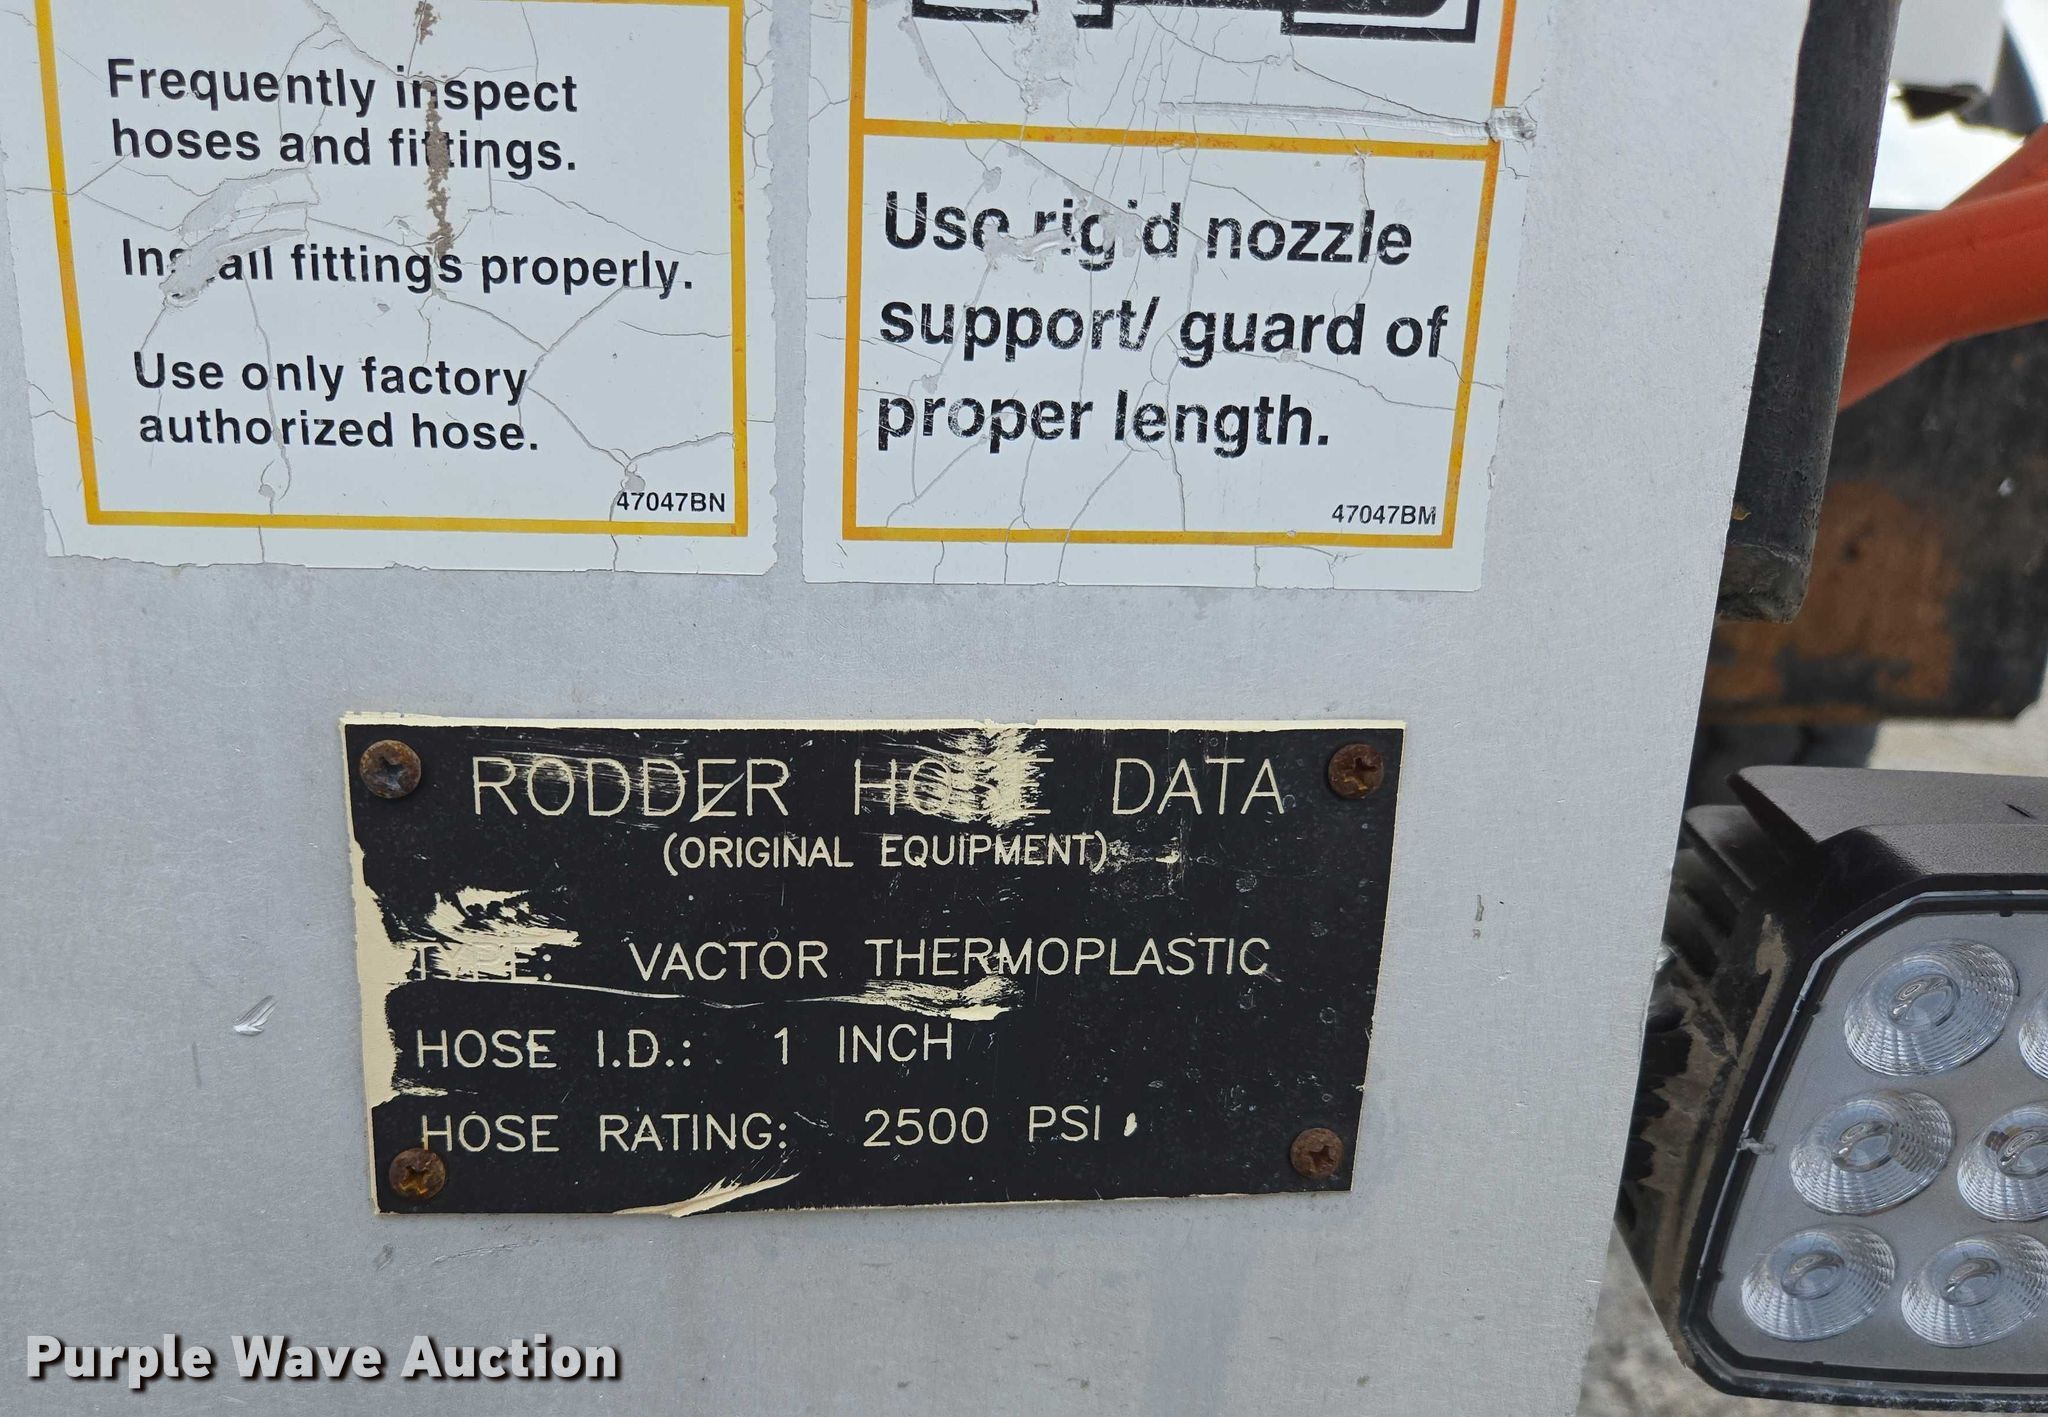 Frequently inspect
hoses and fittings.
Install fittings properly.
Use only factory
authorized hose.
47047BN
Use rigid nozzle
support/ guard of
proper length.
47047BM
RODDER HOSE DATA
(ORIGINAL EQUIPMENT)
TYPE: VACTOR THERMOPLASTIC
HOSE I.D.: 1 INCH
HOSE RATING: 2500 PSI
Purple Wave Auction